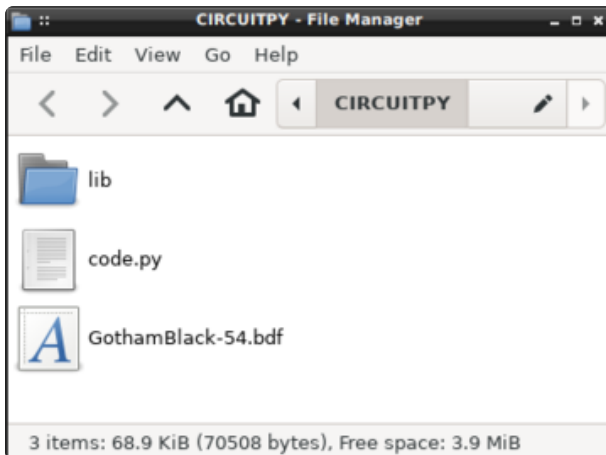 CIRCUITPY - File Manager
File Edit View Go Help
CIRCUITPY
lib
code.py
GothamBlack-54.bdf
3 items: 68.9 KiB (70508 bytes), Free space: 3.9 MiB